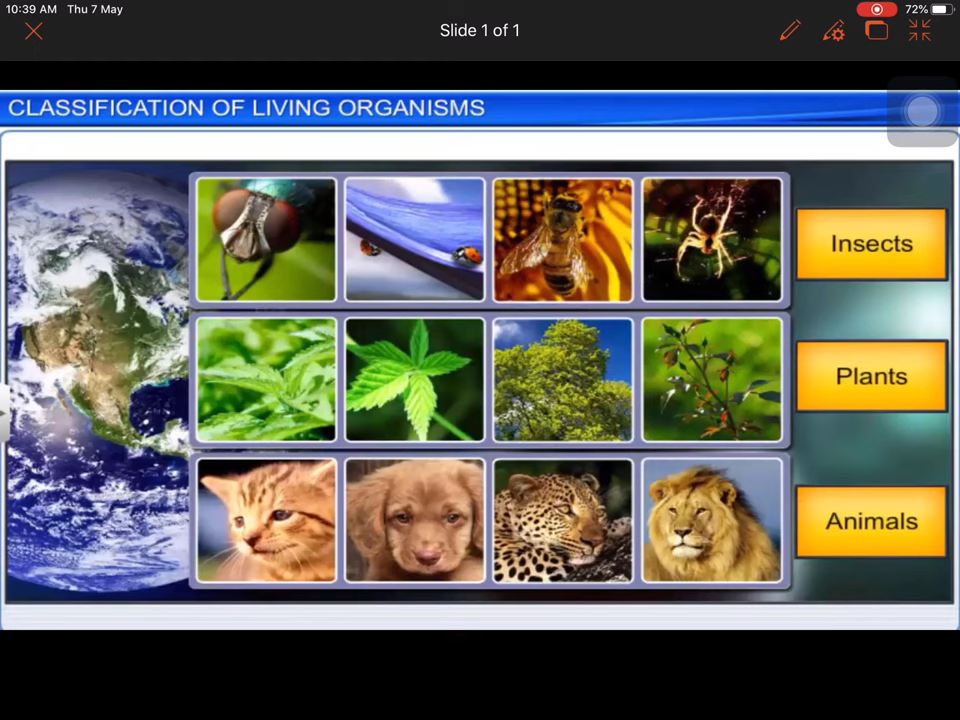 10:39 AM Thu 7 May
72%
Slide 1 of 1
CLASSIFICATION OF LIVING ORGANISMS
Insects
Plants
Animals